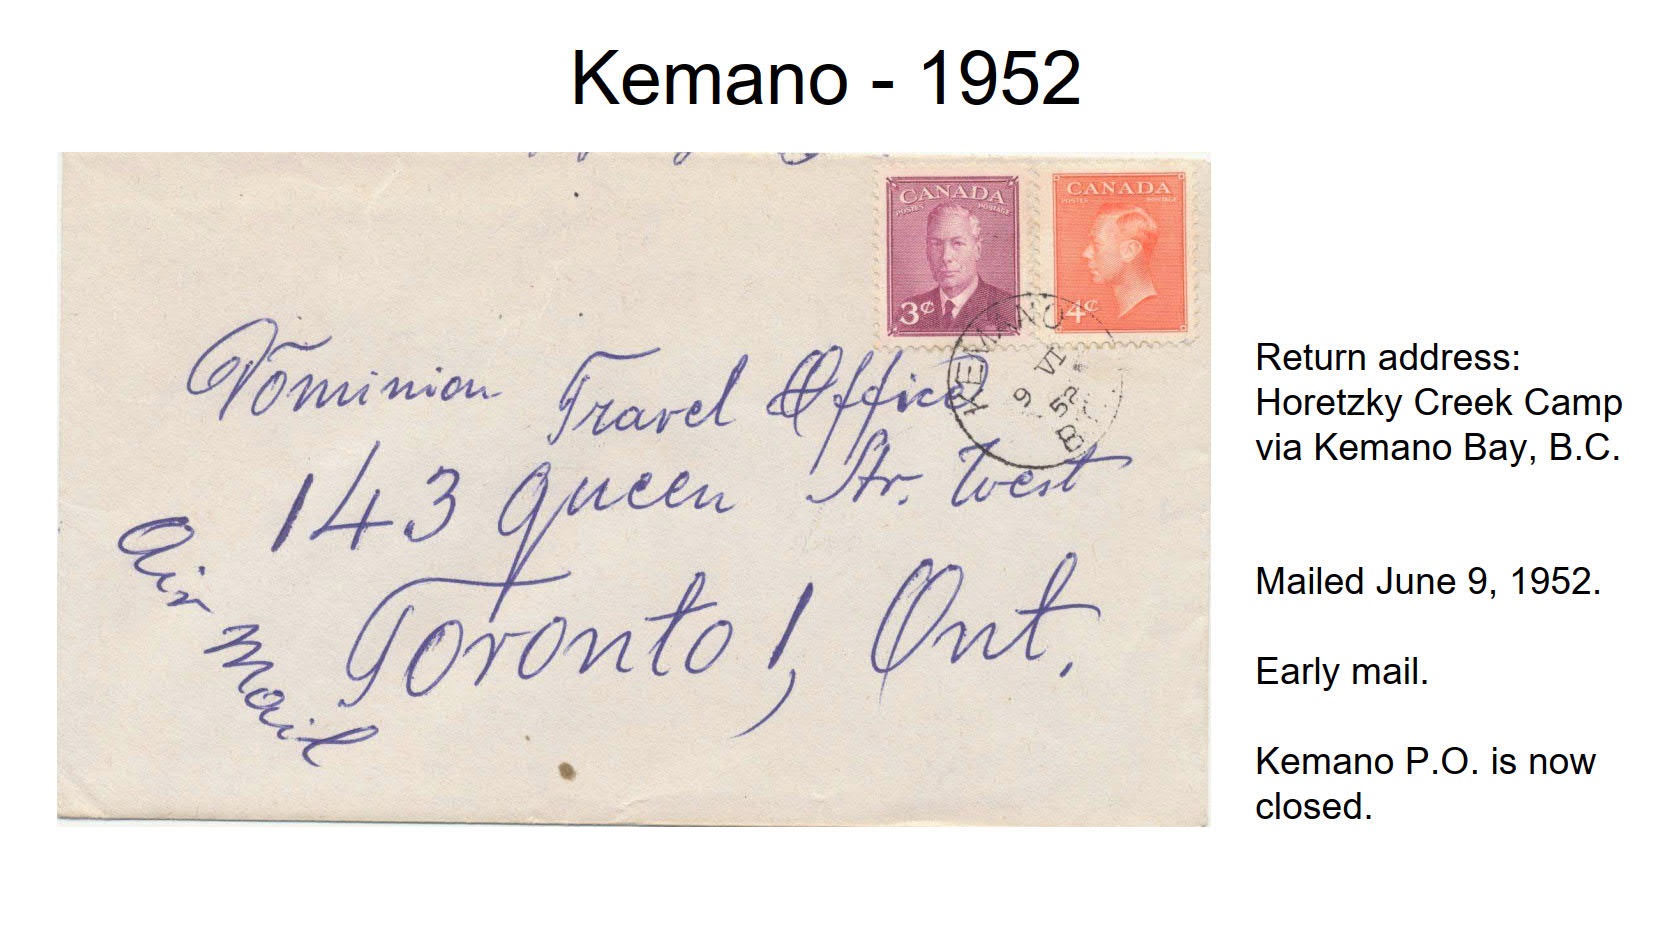 Kemano - 1952
CANADA
POSTES POSTAGE
3¢
CANADA
POSTES POSTAGE
4¢
KEMANO
9 VI
52
B.C.
Dominion Travel Office
143 Queen Str. West
Toronto 1, Ont.
Air Mail
Return address:
Horetzky Creek Camp
via Kemano Bay, B.C.
Mailed June 9, 1952.
Early mail.
Kemano P.O. is now
closed.